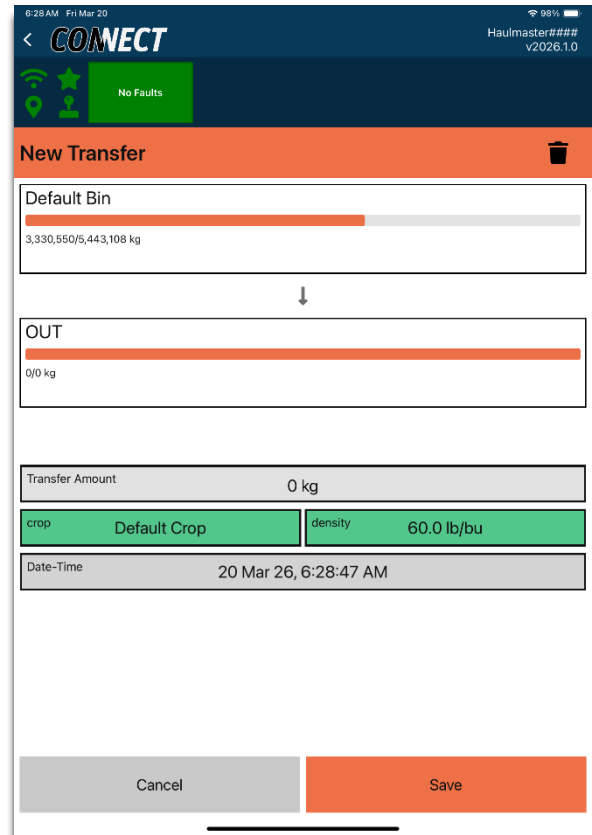 6:28 AM Fri Mar 20
98%
CONNECT
Haulmaster####
v2026.1.0
No Faults
New Transfer
Default Bin
3,330,550/5,443,108 kg
OUT
0/0 kg
Transfer Amount
0 kg
crop
Default Crop
density
60.0 lb/bu
Date-Time
20 Mar 26, 6:28:47 AM
Cancel
Save